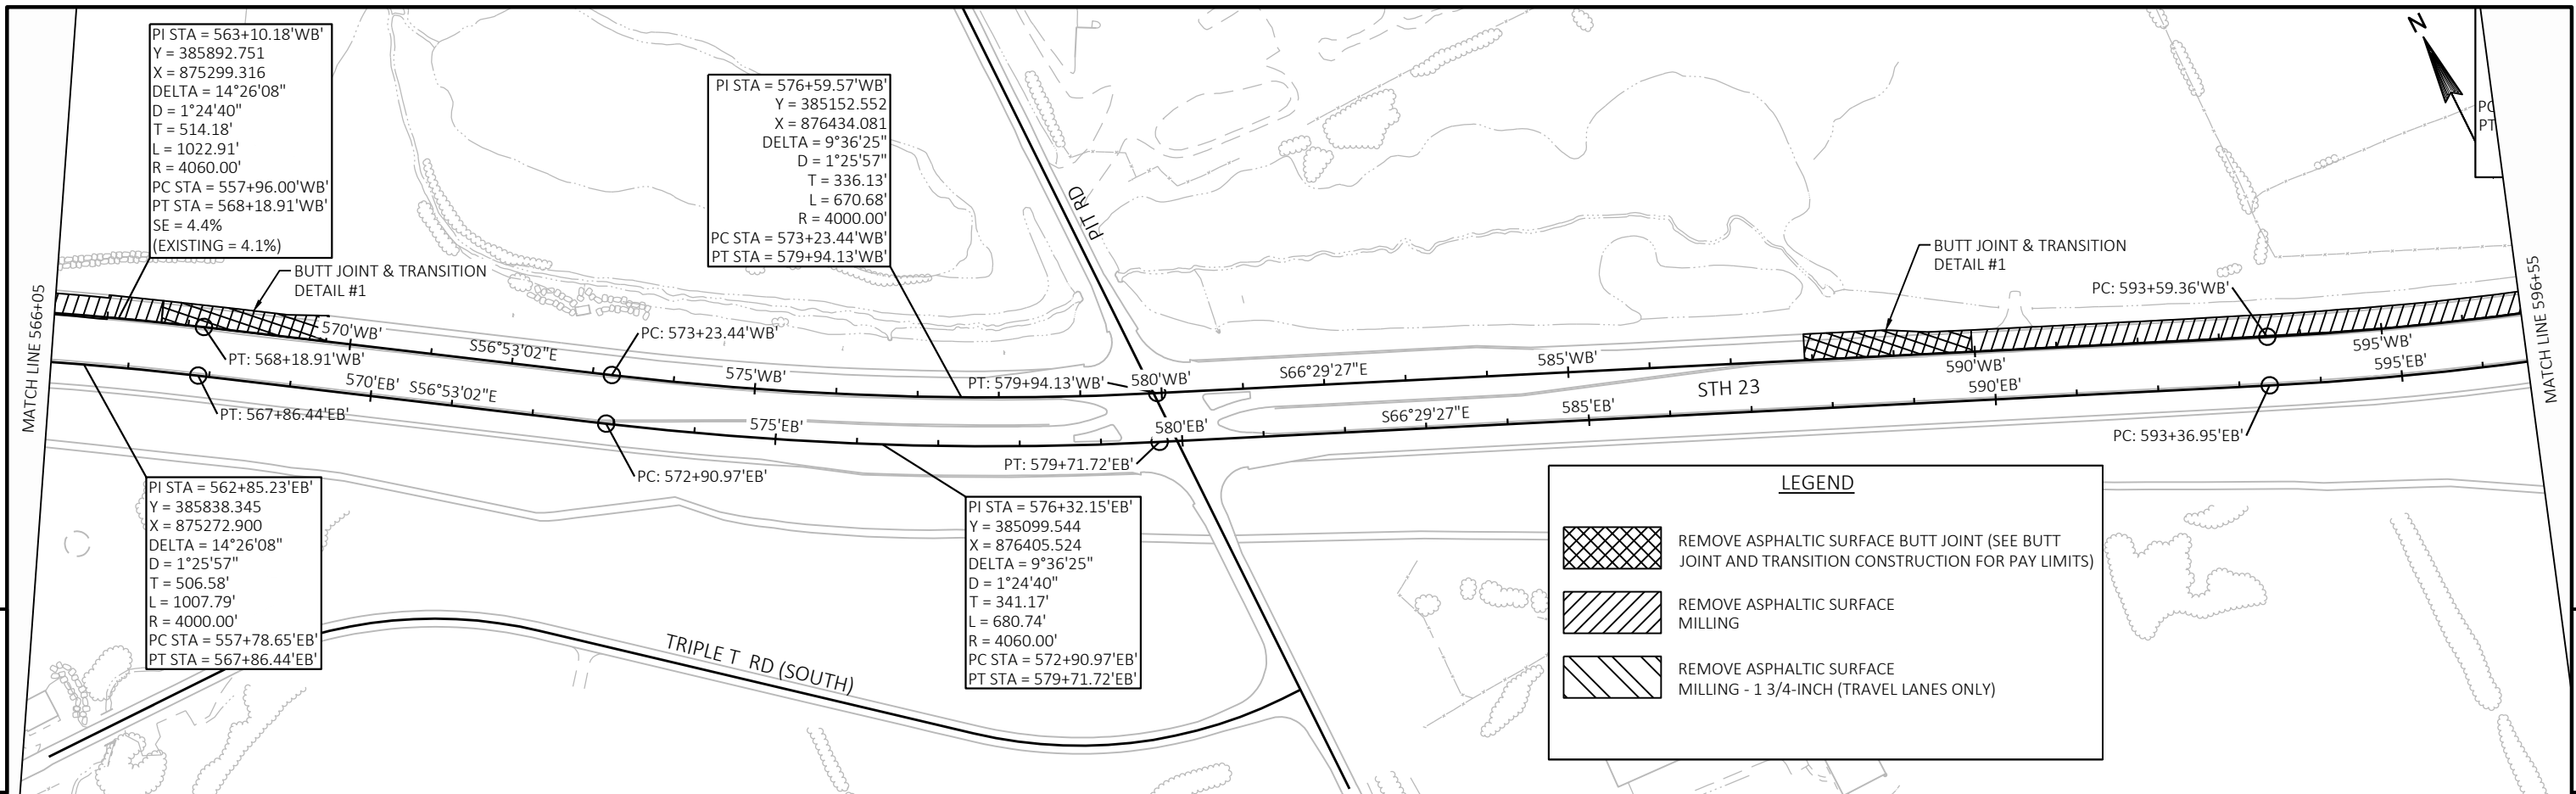 PI STA = 563+10.18'WB'
Y = 385892.751
X = 875299.316
DELTA = 14°26'08"
D = 1°24'40"
T = 514.18'
L = 1022.91'
R = 4060.00'
PC STA = 557+96.00'WB'
PT STA = 568+18.91'WB'
SE = 4.4%
(EXISTING = 4.1%)
PI STA = 576+59.57'WB'
Y = 385152.552
X = 876434.081
DELTA = 9°36'25"
D = 1°25'57"
T = 336.13'
L = 670.68'
R = 4000.00'
PC STA = 573+23.44'WB'
PT STA = 579+94.13'WB'
PIT RD
N
PC
PT
BUTT JOINT & TRANSITION
DETAIL #1
BUTT JOINT & TRANSITION
DETAIL #1
MATCH LINE 566+05
MATCH LINE 596+55
570'WB'
S56°53'02"E
PT: 568+18.91'WB'
PC: 573+23.44'WB'
575'WB'
PT: 579+94.13'WB'
580'WB'
S66°29'27"E
585'WB'
590'WB'
PC: 593+59.36'WB'
595'WB'
595'EB'
570'EB'
S56°53'02"E
PT: 567+86.44'EB'
PC: 572+90.97'EB'
575'EB'
PT: 579+71.72'EB'
580'EB'
S66°29'27"E
585'EB'
STH 23
590'EB'
PC: 593+36.95'EB'
PI STA = 562+85.23'EB'
Y = 385838.345
X = 875272.900
DELTA = 14°26'08"
D = 1°25'57"
T = 506.58'
L = 1007.79'
R = 4000.00'
PC STA = 557+78.65'EB'
PT STA = 567+86.44'EB'
PI STA = 576+32.15'EB'
Y = 385099.544
X = 876405.524
DELTA = 9°36'25"
D = 1°24'40"
T = 341.17'
L = 680.74'
R = 4060.00'
PC STA = 572+90.97'EB'
PT STA = 579+71.72'EB'
TRIPLE T RD (SOUTH)
LEGEND
REMOVE ASPHALTIC SURFACE BUTT JOINT (SEE BUTT
JOINT AND TRANSITION CONSTRUCTION FOR PAY LIMITS)
REMOVE ASPHALTIC SURFACE
MILLING
REMOVE ASPHALTIC SURFACE
MILLING - 1 3/4-INCH (TRAVEL LANES ONLY)